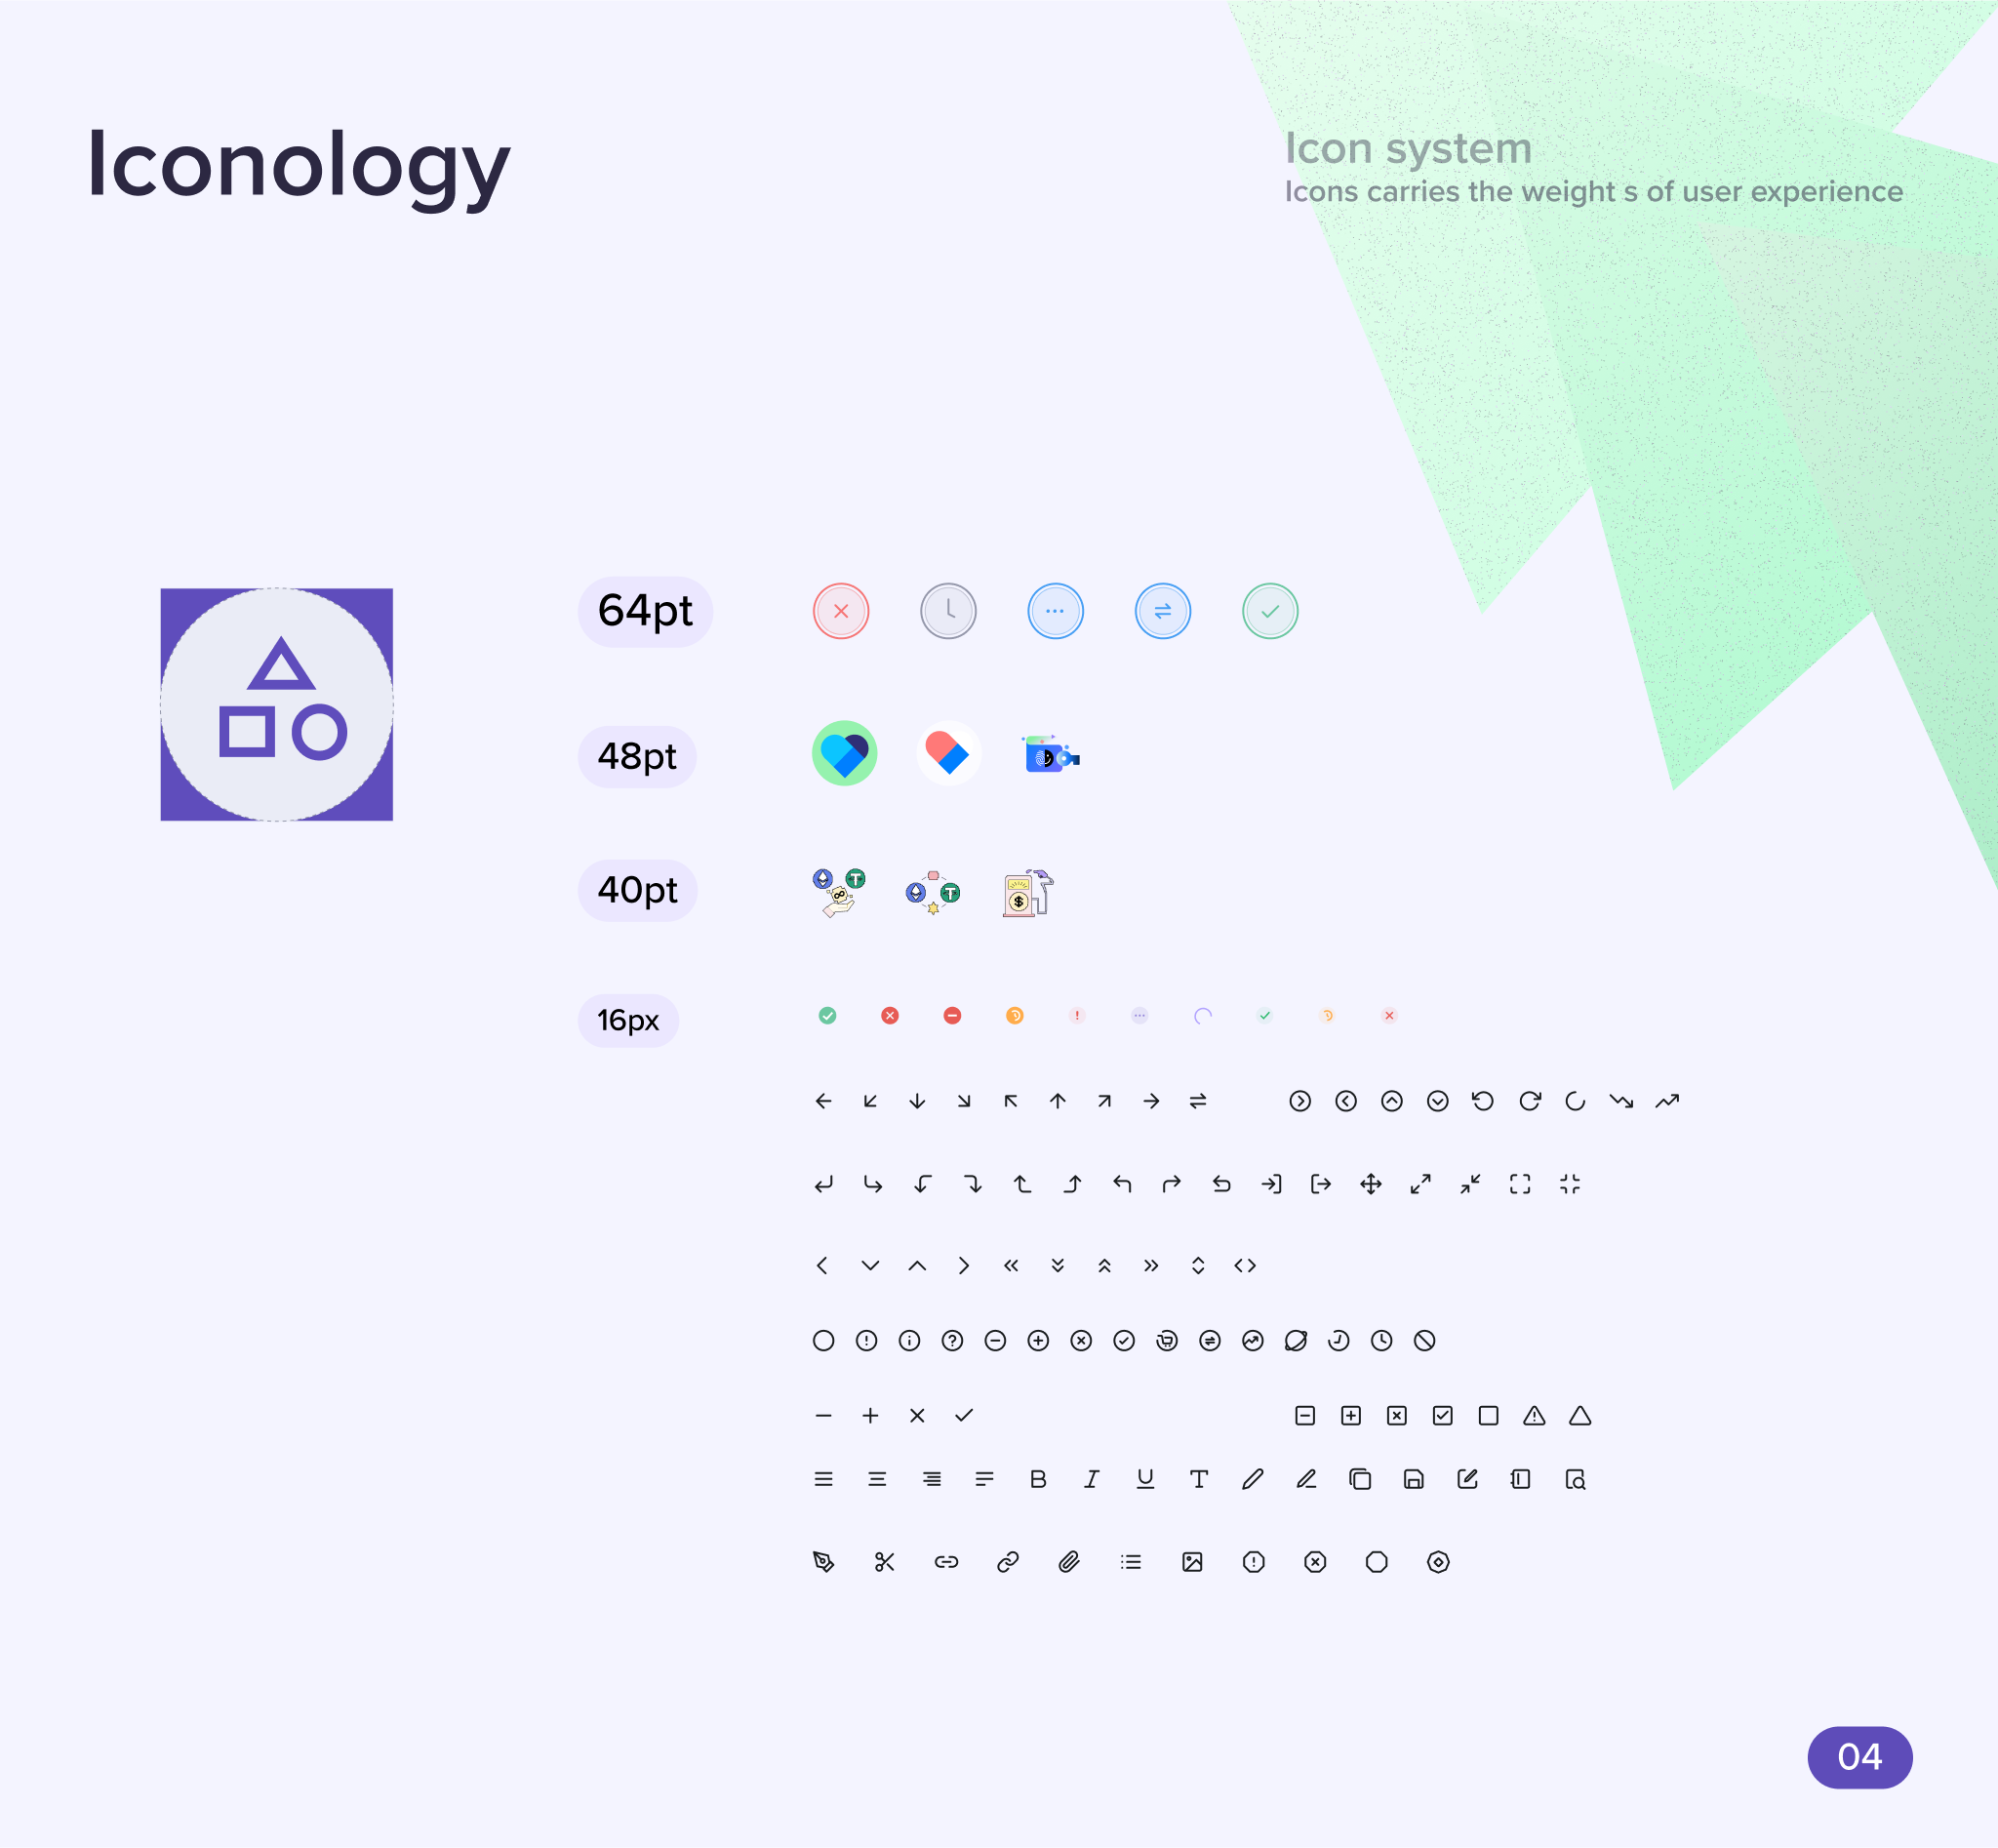 Iconology
Icon system
Icons carries the weight s of user experience
64pt
48pt
40pt
16px
04